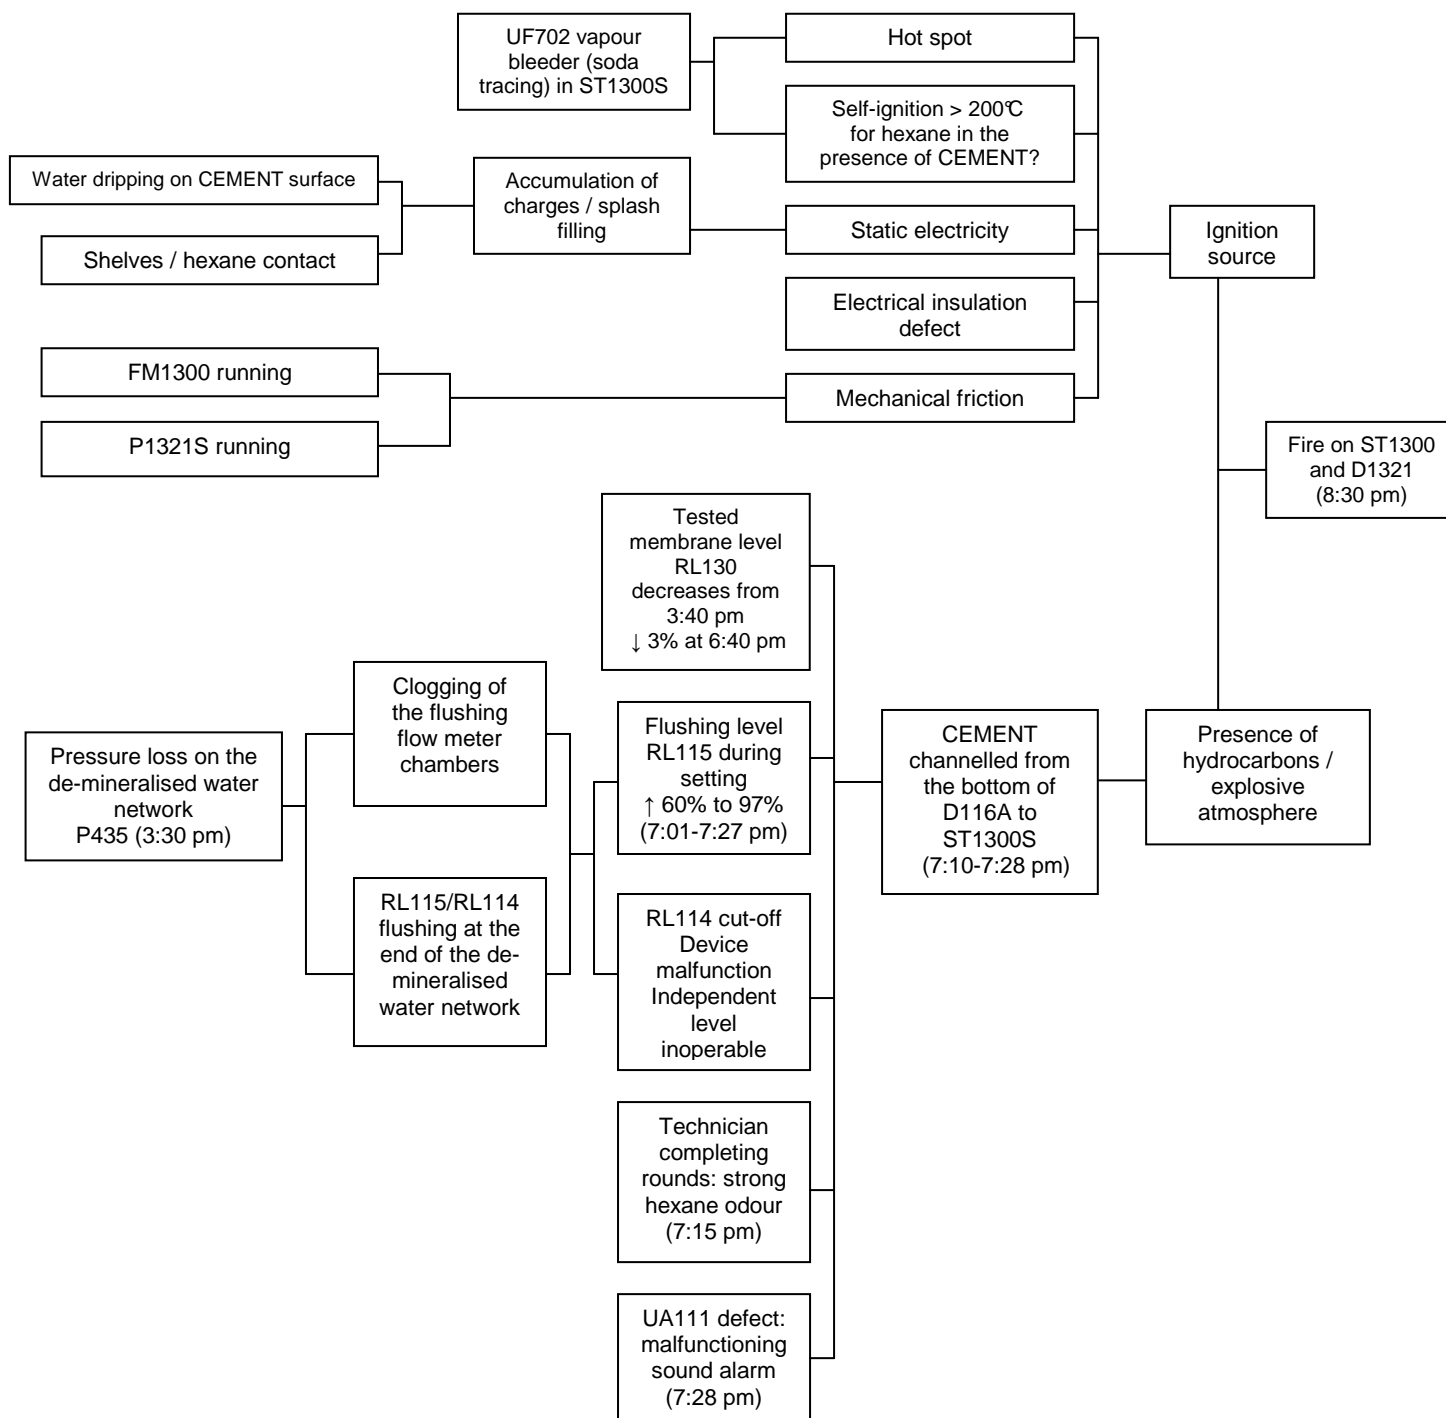 UF702 vapour
bleeder (soda
tracing) in ST1300S
Hot spot
Self-ignition > 200°C
for hexane in the
presence of CEMENT?
Water dripping on CEMENT surface
Shelves / hexane contact
Accumulation of
charges / splash
filling
Static electricity
Ignition
source
Electrical insulation
defect
FM1300 running
P1321S running
Mechanical friction
Fire on ST1300
and D1321
(8:30 pm)
Tested
membrane level
RL130
decreases from
3:40 pm
↓ 3% at 6:40 pm
Pressure loss on the
de-mineralised water
network
P435 (3:30 pm)
Clogging of
the flushing
flow meter
chambers
RL115/RL114
flushing at the
end of the de-
mineralised
water network
Flushing level
RL115 during
setting
↑ 60% to 97%
(7:01-7:27 pm)
RL114 cut-off
Device
malfunction
Independent
level
inoperable
CEMENT
channelled from
the bottom of
D116A to
ST1300S
(7:10-7:28 pm)
Presence of
hydrocarbons /
explosive
atmosphere
Technician
completing
rounds: strong
hexane odour
(7:15 pm)
UA111 defect:
malfunctioning
sound alarm
(7:28 pm)